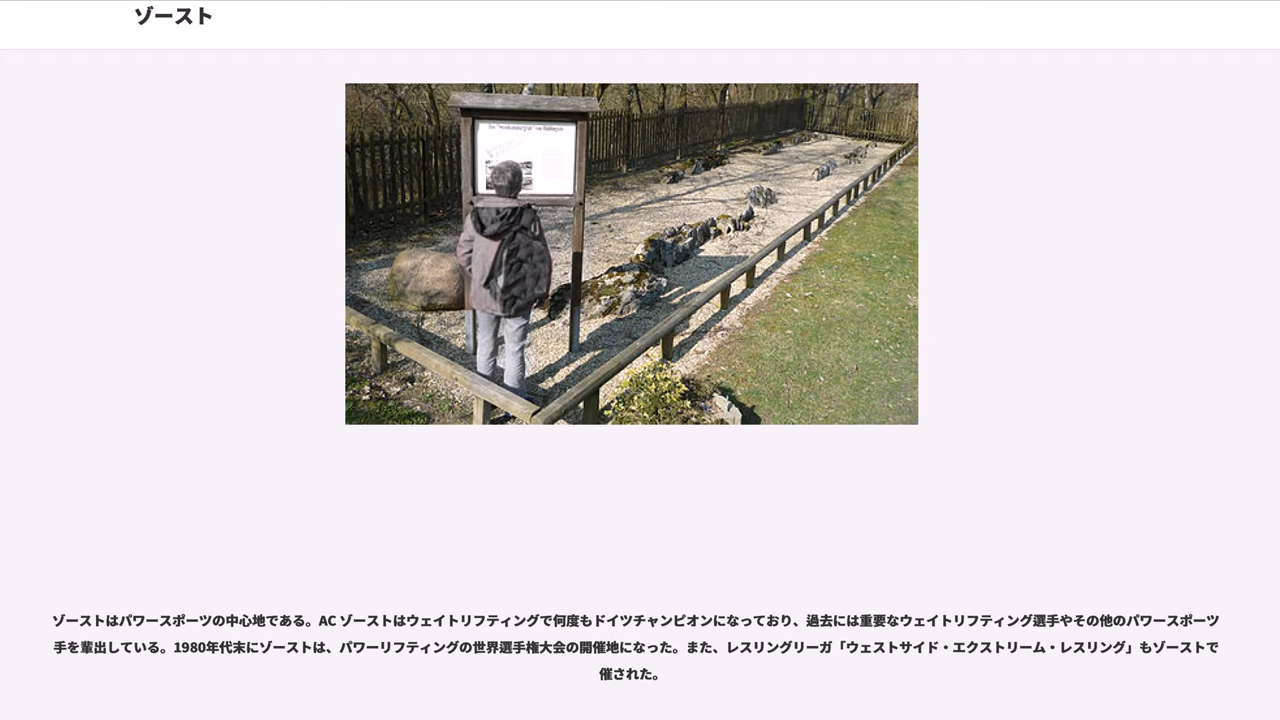 ゾースト
ゾーストはパワースポーツの中心地である。AC ゾーストはウェイトリフティングで何度もドイツチャンピオンになっており、過去には重要なウェイトリフティング選手やその他のパワースポーツ
手を輩出している。1980年代末にゾーストは、パワーリフティングの世界選手権大会の開催地になった。また、レスリングリーガ「ウェストサイド・エクストリーム・レスリング」もゾーストで
催された。